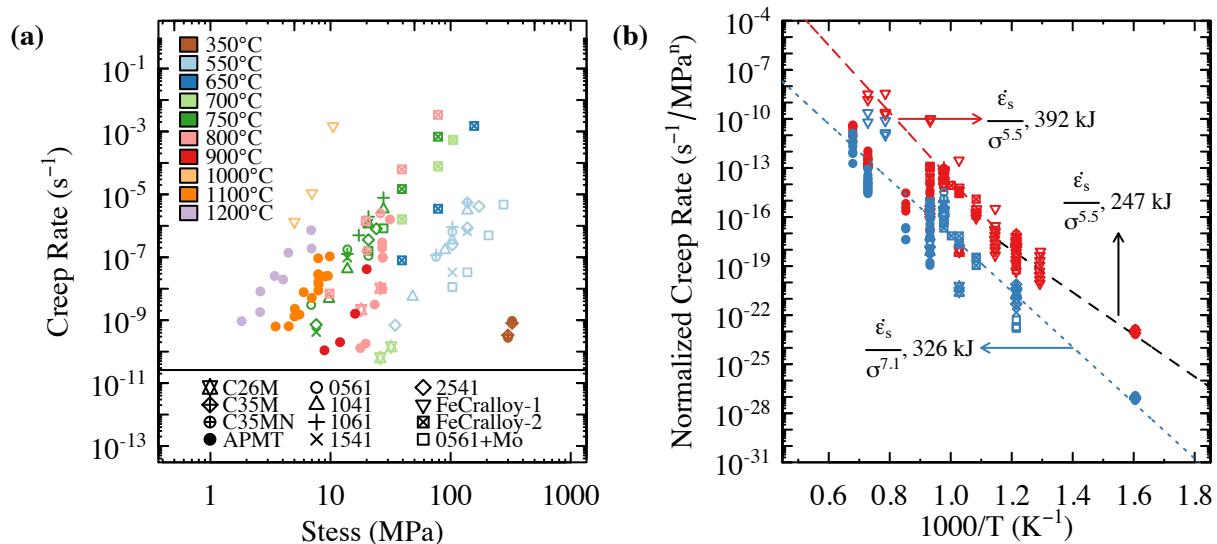 (a)
Creep Rate (s⁻¹)
10⁻¹
10⁻³
10⁻⁵
10⁻⁷
10⁻⁹
10⁻¹¹
10⁻¹³
350°C
550°C
650°C
700°C
750°C
800°C
900°C
1000°C
1100°C
1200°C
C26M
C35M
C35MN
APMT
0561
1041
1061
1541
2541
FeCralloy-1
FeCralloy-2
0561+Mo
1 10 100 1000
Stess (MPa)
(b)
Normalized Creep Rate (s⁻¹/MPaⁿ)
10⁻⁴
10⁻⁷
10⁻¹⁰
10⁻¹³
10⁻¹⁶
10⁻¹⁹
10⁻²²
10⁻²⁵
10⁻²⁸
10⁻³¹
ε̇ₛ/σ⁵·⁵, 392 kJ
ε̇ₛ/σ⁵·⁵, 247 kJ
ε̇ₛ/σ⁷·¹, 326 kJ
0.6 0.8 1.0 1.2 1.4 1.6 1.8
1000/T (K⁻¹)